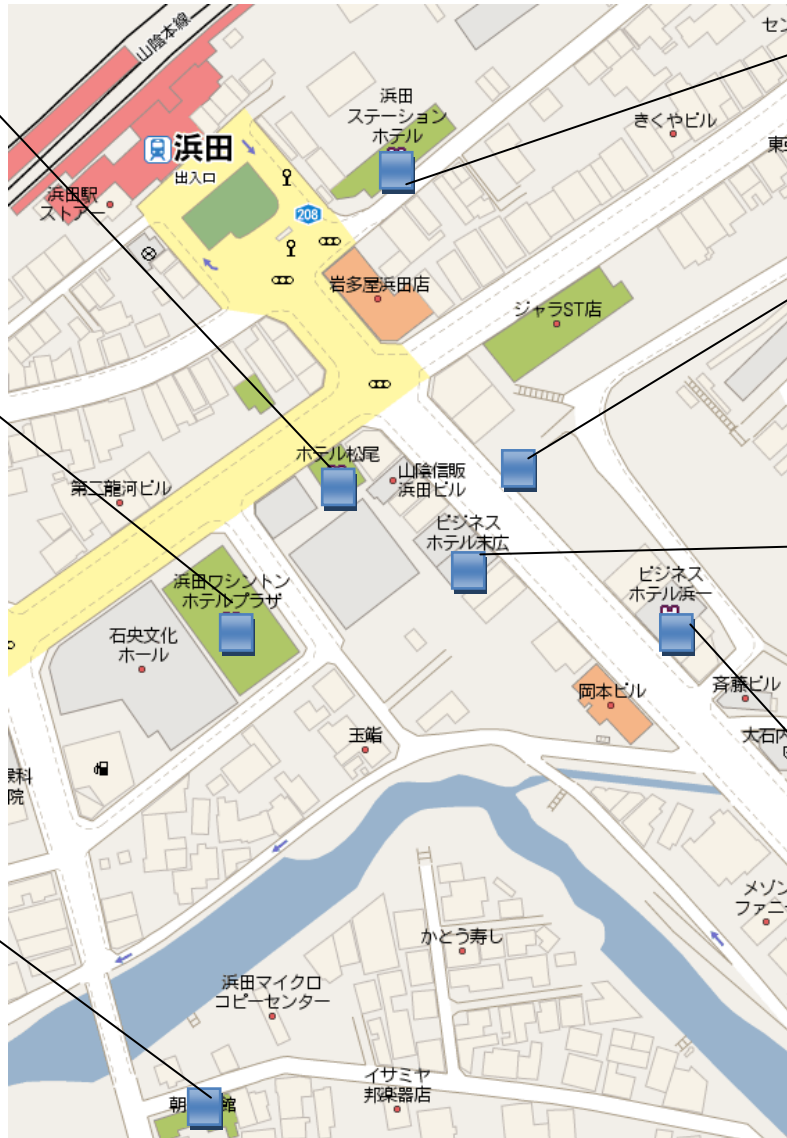 山陰本線
セン
浜田
ステーション
ホテル
きくやビル
東
浜田
出入口
浜田駅
ストアー
208
岩多屋浜田店
ジャラST店
ホテル松尾
山陰信販
浜田ビル
第二龍河ビル
ビジネス
ホテル末広
浜田ワシントン
ホテルプラザ
ビジネス
ホテル浜一
石央文化
ホール
岡本ビル
斉藤ビル
玉鮨
大石内
科
院
メゾン
ファニ
かとう寿し
浜田マイクロ
コピーセンター
イサミヤ
邦楽器店
朝
館